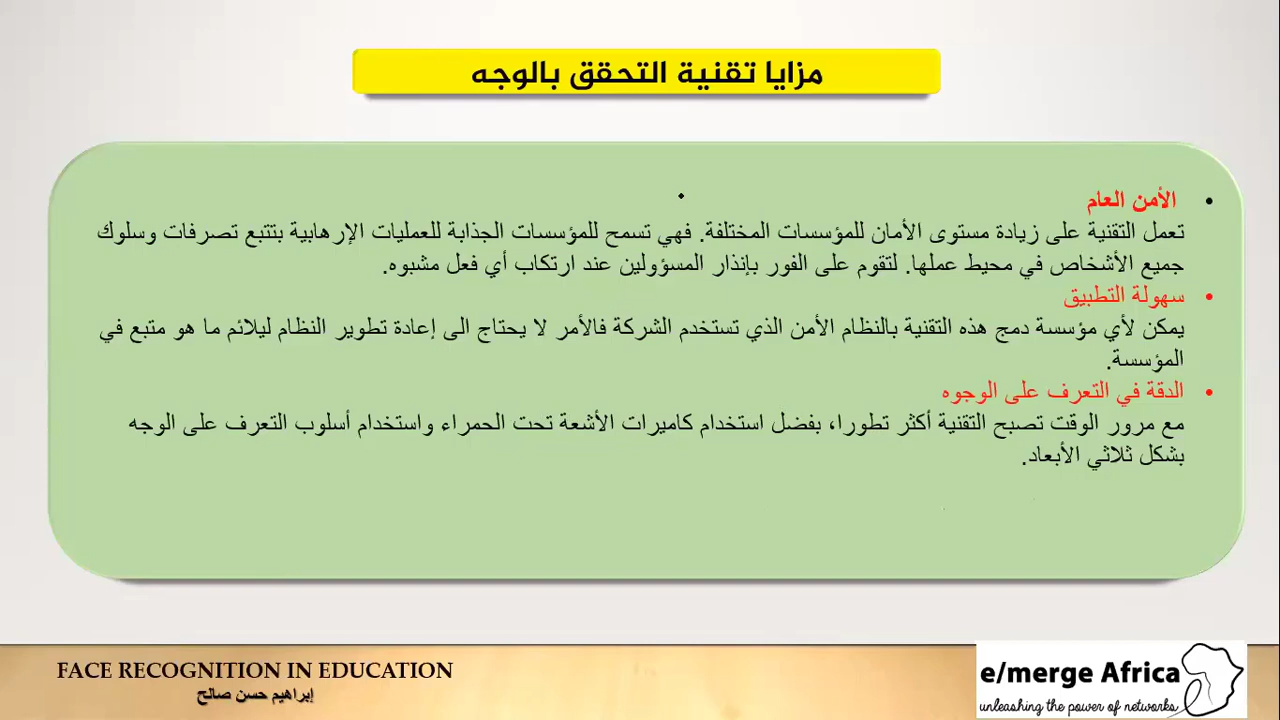 مزايا تقنية التحقق بالوجه
• الأمن العام
تعمل التقنية على زيادة مستوى الأمان للمؤسسات المختلفة. فهي تسمح للمؤسسات الجذابة للعمليات الإرهابية بتتبع تصرفات وسلوك
جميع الأشخاص في محيط عملها. لتقوم على الفور بإنذار المسؤولين عند ارتكاب أي فعل مشبوه.
• سهولة التطبيق
يمكن لأي مؤسسة دمج هذه التقنية بالنظام الأمن الذي تستخدم الشركة فالأمر لا يحتاج الى إعادة تطوير النظام ليلائم ما هو متبع في
المؤسسة.
• الدقة في التعرف على الوجوه
مع مرور الوقت تصبح التقنية أكثر تطورا، بفضل استخدام كاميرات الأشعة تحت الحمراء واستخدام أسلوب التعرف على الوجه
بشكل ثلاثي الأبعاد.
FACE RECOGNITION IN EDUCATION
إبراهيم حسن صالح
e/merge Africa
unleashing the power of networks